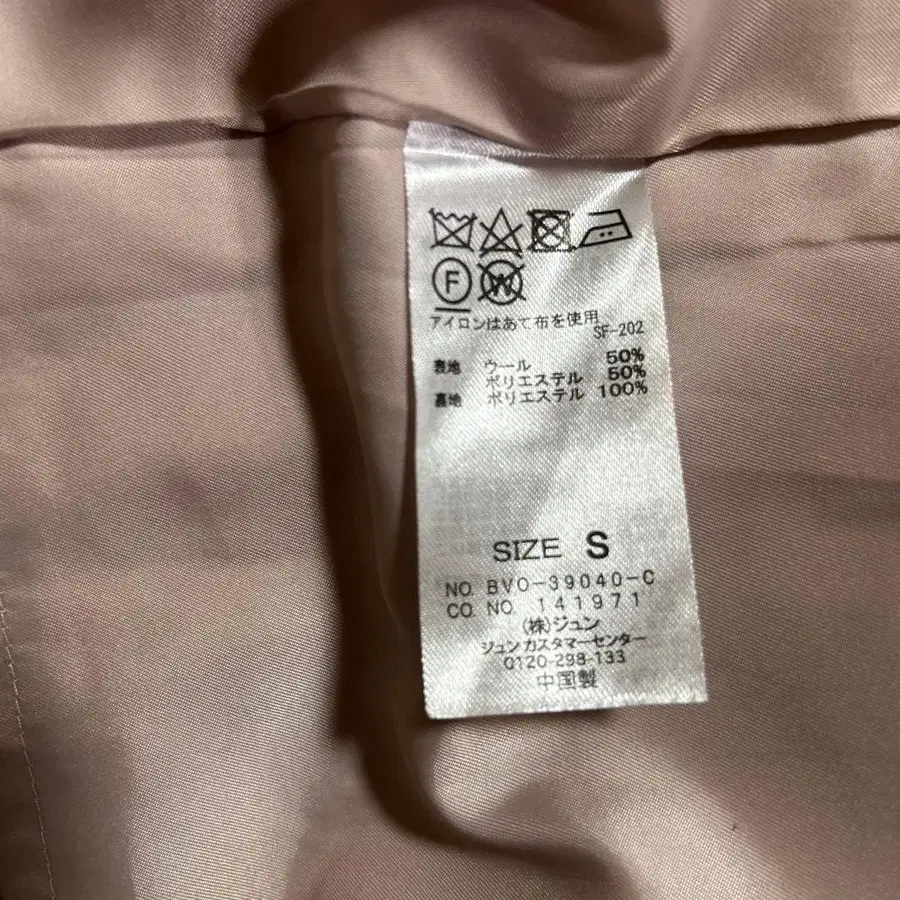 F W
アイロンはあて布を使用
SF-202
表地 ウール 50%
ポリエステル 50%
裏地 ポリエステル 100%
SIZE S
NO. BVO-39040-C
CO. NO. 141971
(株)ジュン
ジュンカスタマーセンター
0120-298-133
中国製